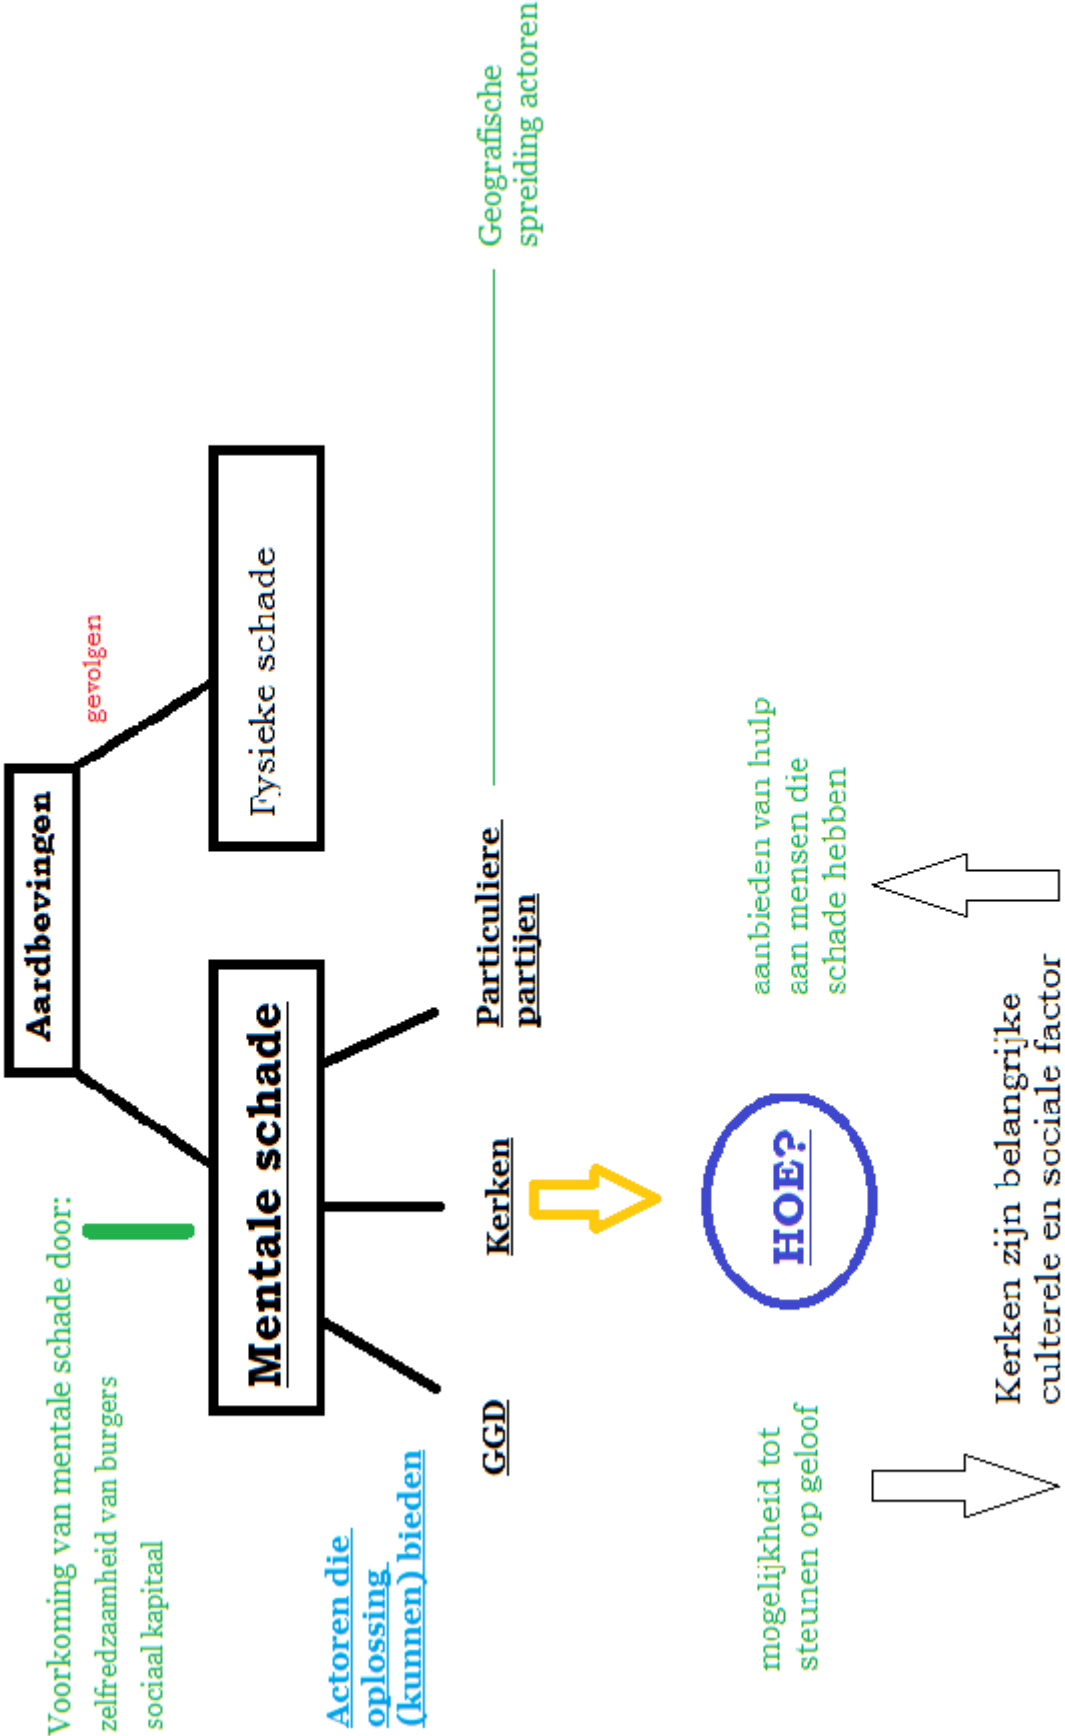 Voorkoming van mentale schade door:
zelfredzaamheid van burgers
sociaal kapitaal
Aardbevingen
gevolgen
Mentale schade
Fysieke schade
Actoren die
oplossing
(kunnen) bieden
GGD
Kerken
Particuliere
partijen
Geografische
spreiding actoren
HOE?
mogelijkheid tot
steunen op geloof
aanbieden van hulp
aan mensen die
schade hebben
Kerken zijn belangrijke
culterele en sociale factor